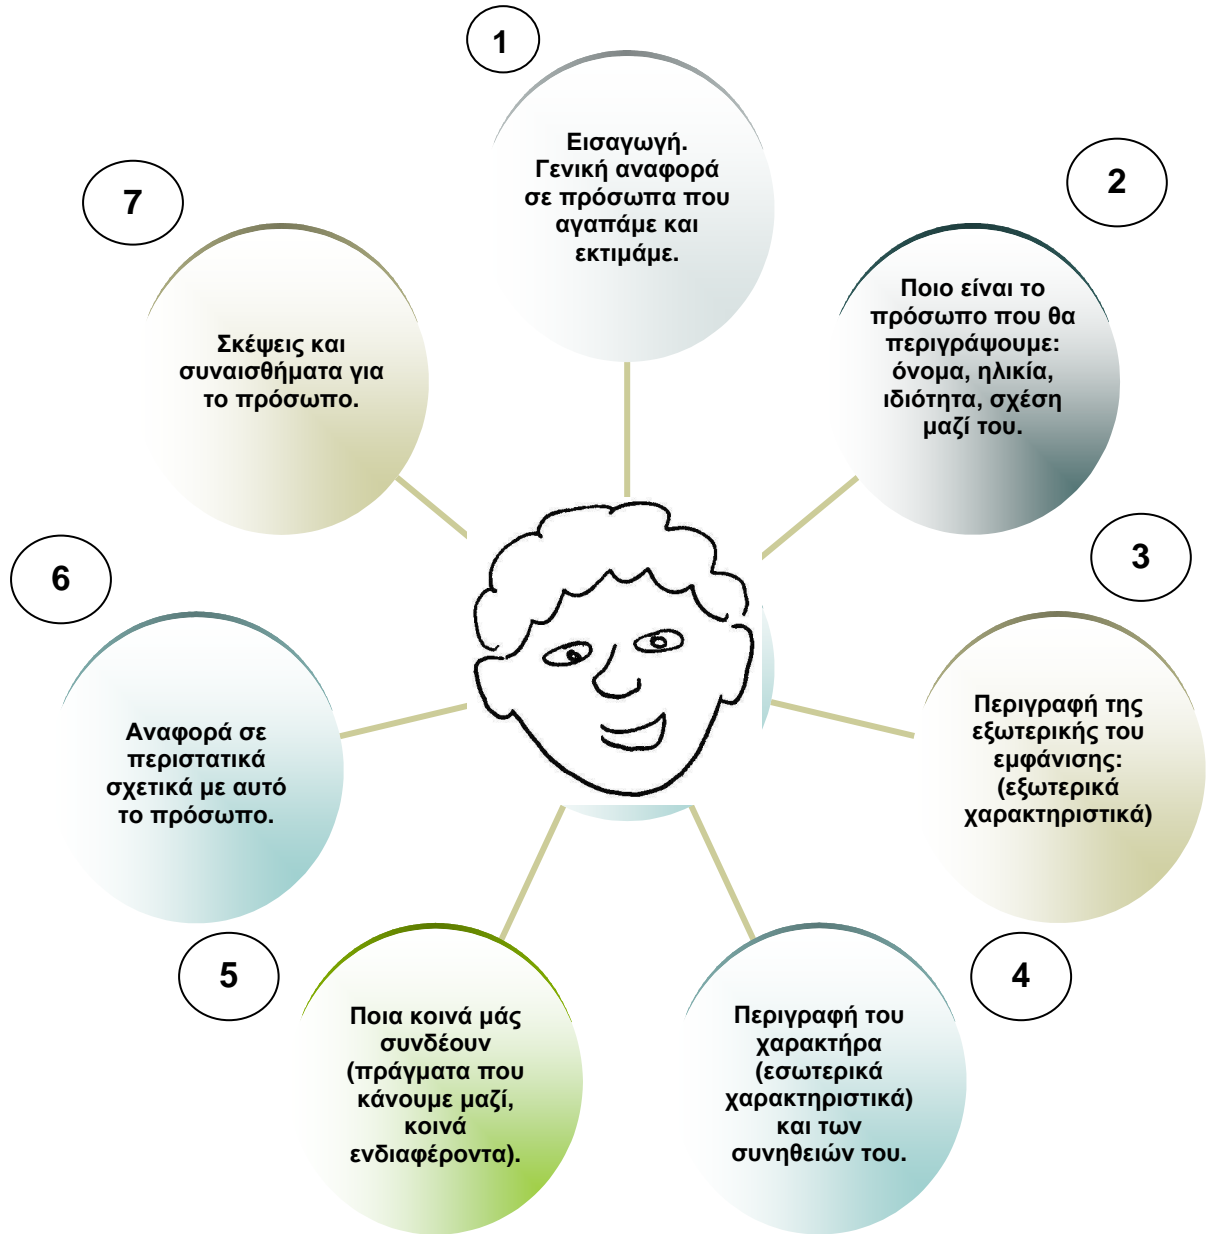 1
Εισαγωγή.
Γενική αναφορά
σε πρόσωπα που
αγαπάμε και
εκτιμάμε.
2
Ποιο είναι το
πρόσωπο που θα
περιγράψουμε:
όνομα, ηλικία,
ιδιότητα, σχέση
μαζί του.
3
Περιγραφή της
εξωτερικής του
εμφάνισης:
(εξωτερικά
χαρακτηριστικά)
4
Περιγραφή του
χαρακτήρα
(εσωτερικά
χαρακτηριστικά)
και των
συνηθειών του.
5
Ποια κοινά μάς
συνδέουν
(πράγματα που
κάνουμε μαζί,
κοινά
ενδιαφέροντα).
6
Αναφορά σε
περιστατικά
σχετικά με αυτό
το πρόσωπο.
7
Σκέψεις και
συναισθήματα για
το πρόσωπο.